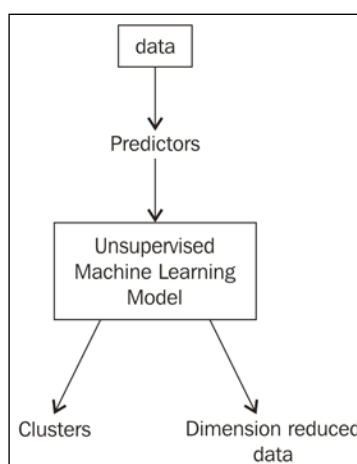 data
Predictors
Unsupervised
Machine Learning
Model
Clusters
Dimension reduced
data